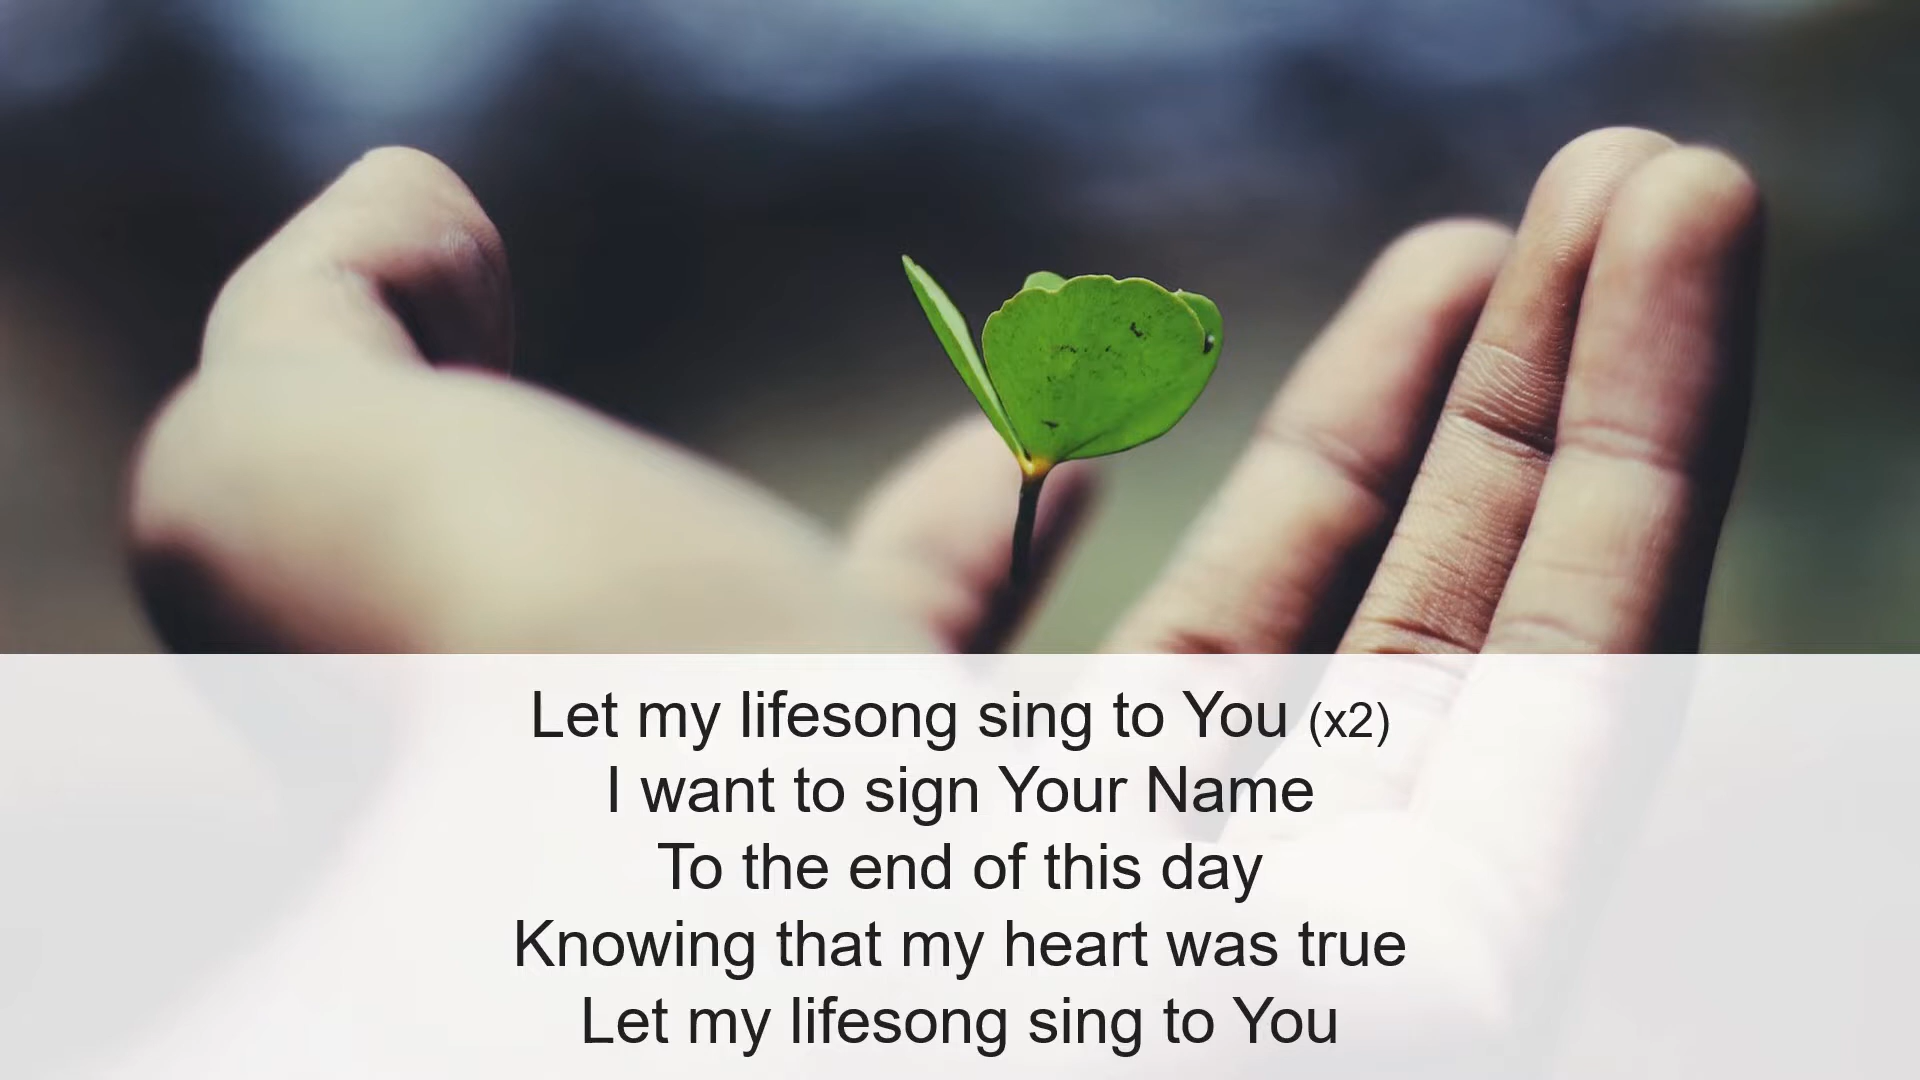 Let my lifesong sing to You (x2)
I want to sign Your Name
To the end of this day
Knowing that my heart was true
Let my lifesong sing to You